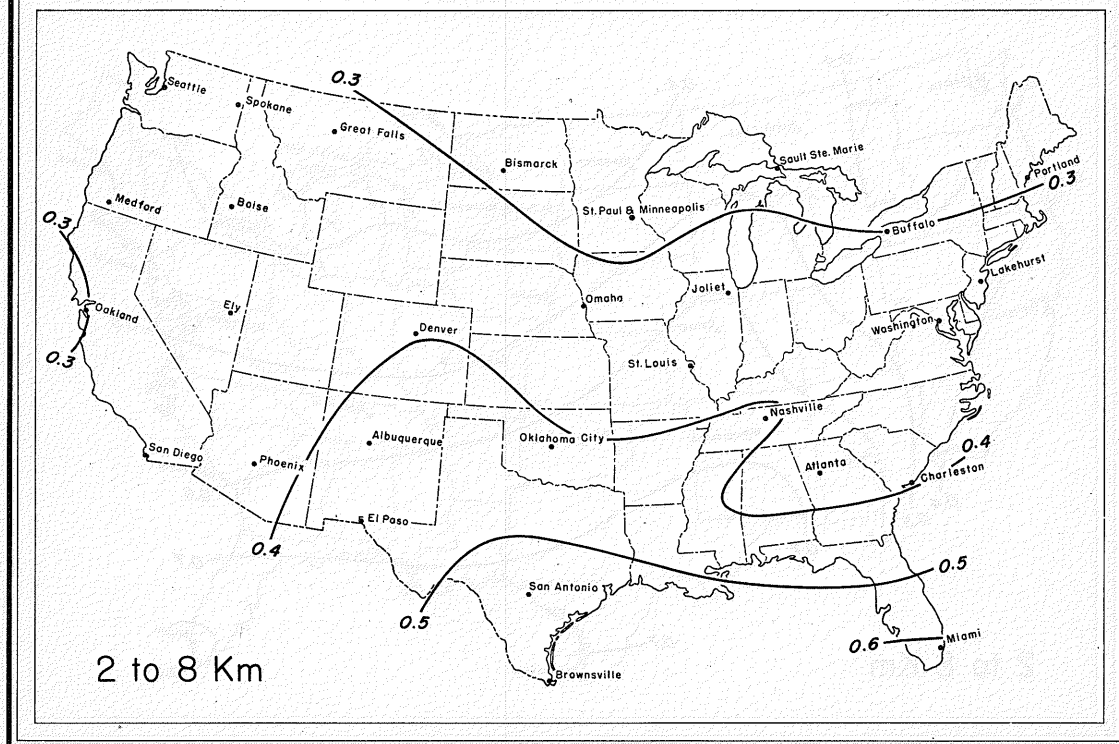 0.3
Seattle
Spokane
Great Falls
Bismarck
Sault Ste. Marie
Portland
0.3
Medford
Boise
St. Paul & Minneapolis
0.3
Buffalo
Lakehurst
Oakland
Ely
Omaha
Joliet
Denver
Washington
0.3
St. Louis
Nashville
Albuquerque
Oklahoma City
0.4
San Diego
Phoenix
Atlanta
Charleston
El Paso
0.4
0.5
San Antonio
0.5
0.6
Miami
2 to 8 Km
Brownsville